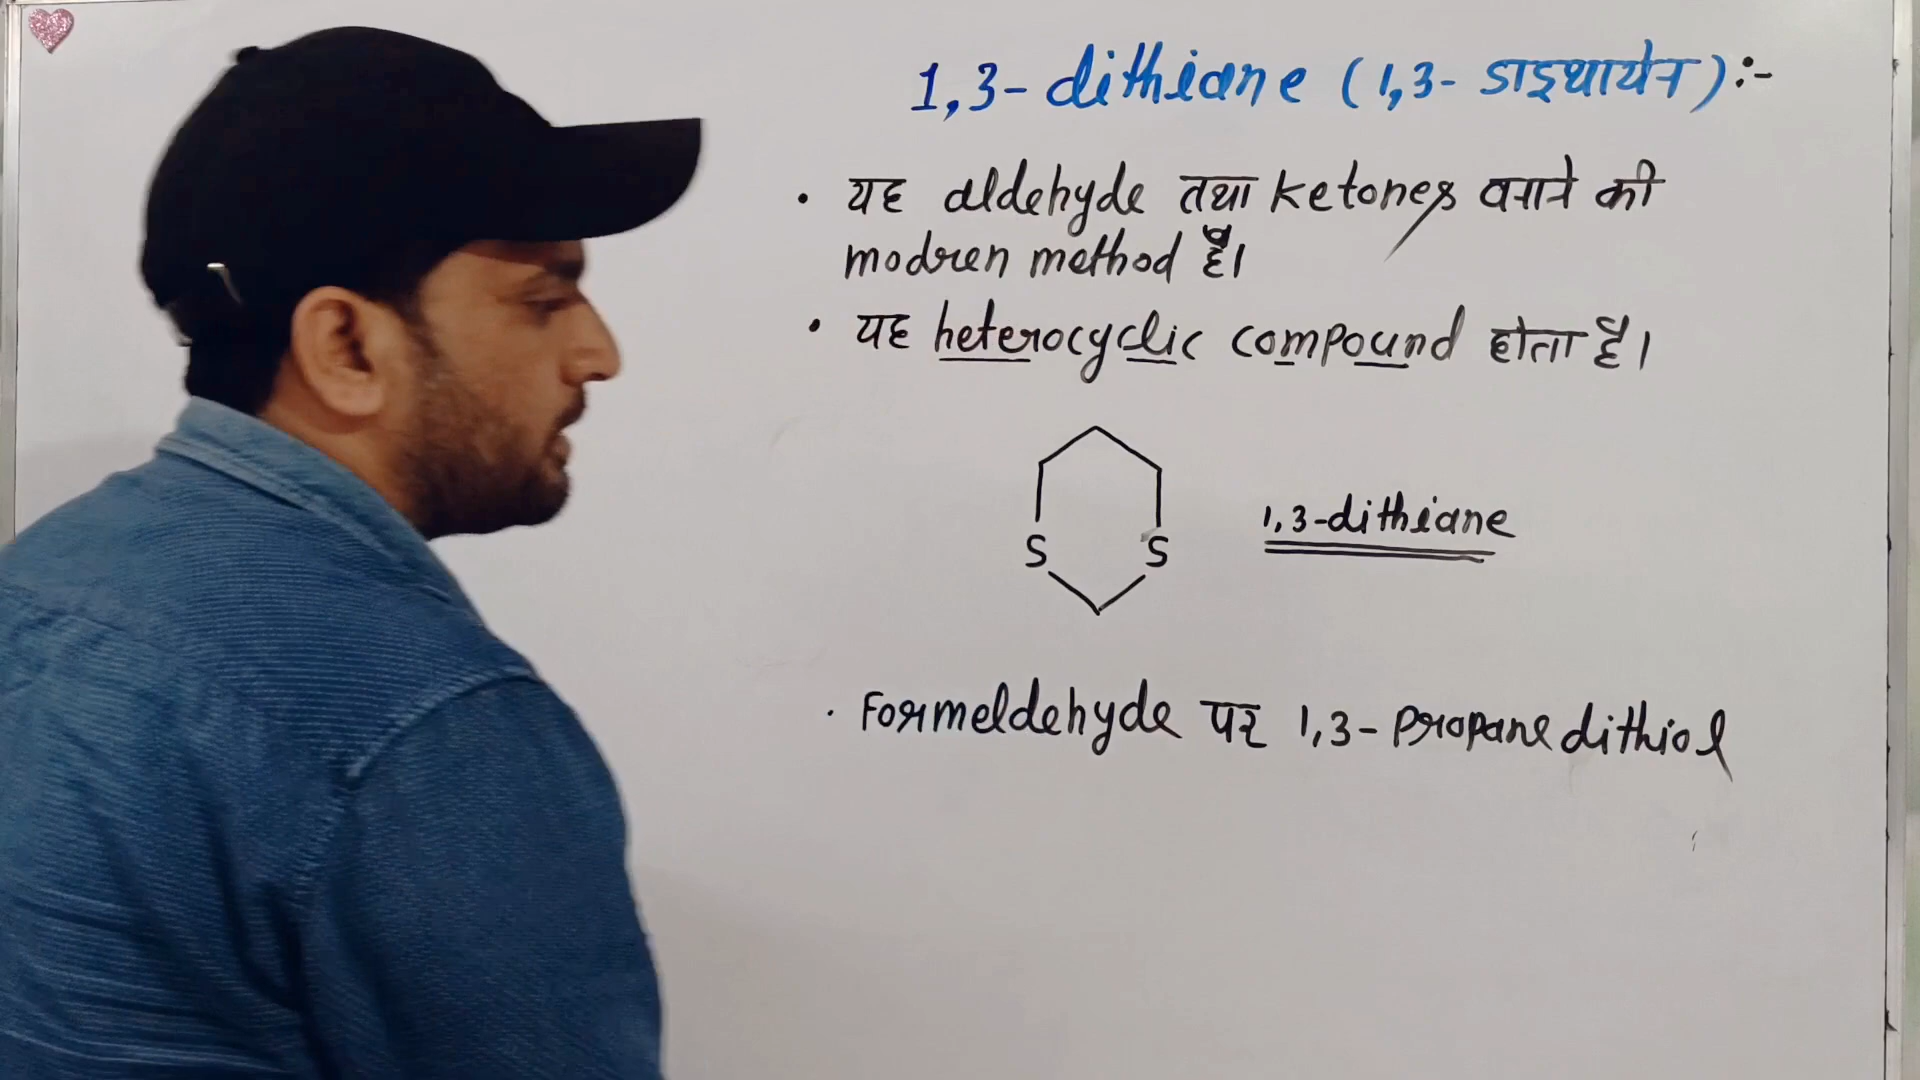 1,3- dithiane (1,3- डाइथायेन):-
• यह aldehyde तथा ketones बनाने की
modren method है।
• यह heterocyclic compound होता है।
S S
1,3-dithiane
• Formeldehyde पर 1,3- propane dithiol